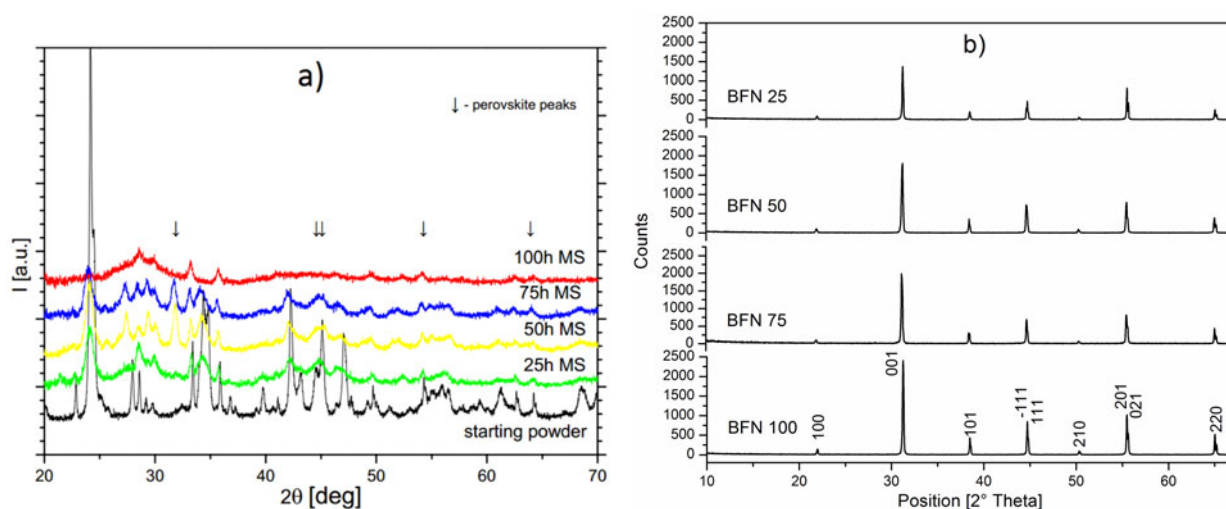 a)
↓ - perovskite peaks
I [a.u.]
100h MS
75h MS
50h MS
25h MS
starting powder
20 30 40 50 60 70
2θ [deg]
b)
Counts
2500
2000
1500
1000
500
0
BFN 25
2500
2000
1500
1000
500
0
BFN 50
2500
2000
1500
1000
500
0
BFN 75
2500
2000
1500
1000
500
0
BFN 100
100
001
101
-111
111
210
201
021
220
10 20 30 40 50 60
Position [2° Theta]